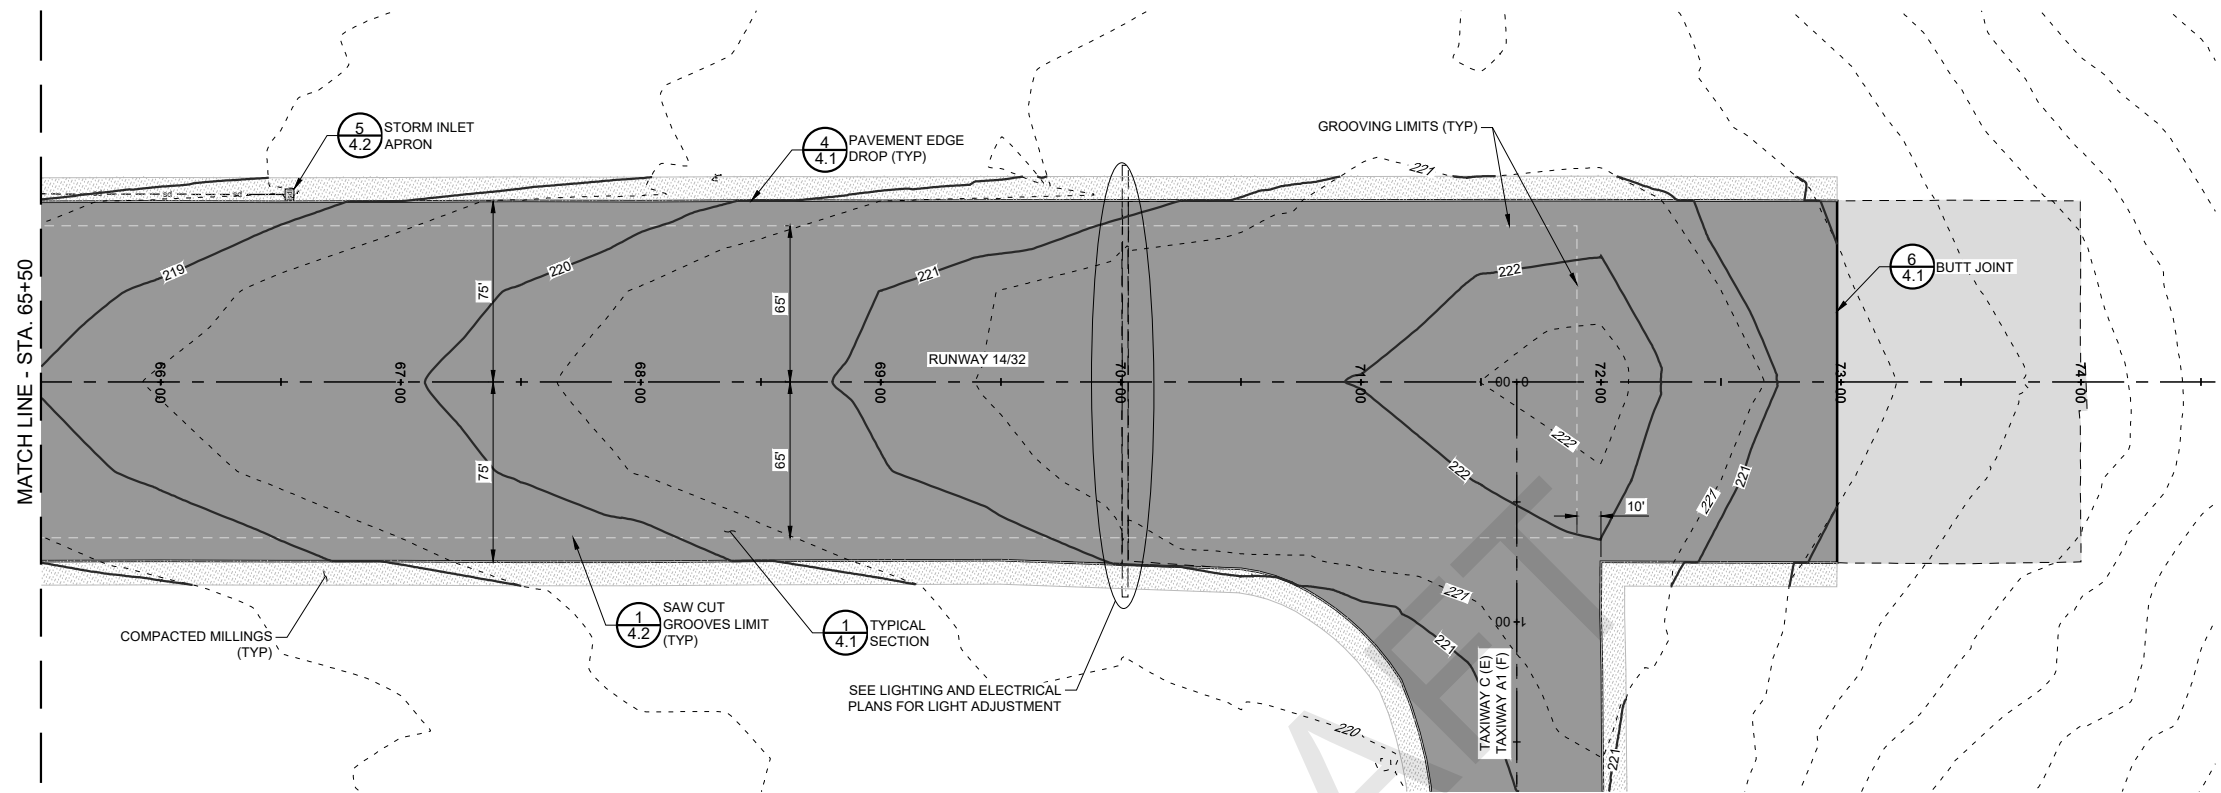 MATCH LINE - STA. 65+50
5
4.2
STORM INLET
APRON
4
4.1
PAVEMENT EDGE
DROP (TYP)
GROOVING LIMITS (TYP)
221
sd
sd
219
220
221
222
75'
65'
6
4.1
BUTT JOINT
RUNWAY 14/32
66+00
67+00
68+00
69+00
70+00
71+00
0+00
72+00
73+00
74+00
75'
65'
222
222
10'
221
221
1
4.2
SAW CUT
GROOVES LIMIT
(TYP)
1
4.1
TYPICAL
SECTION
COMPACTED MILLINGS
(TYP)
221
221
1+00
SEE LIGHTING AND ELECTRICAL
PLANS FOR LIGHT ADJUSTMENT
TAXIWAY C (E)
TAXIWAY A1 (F)
220
221